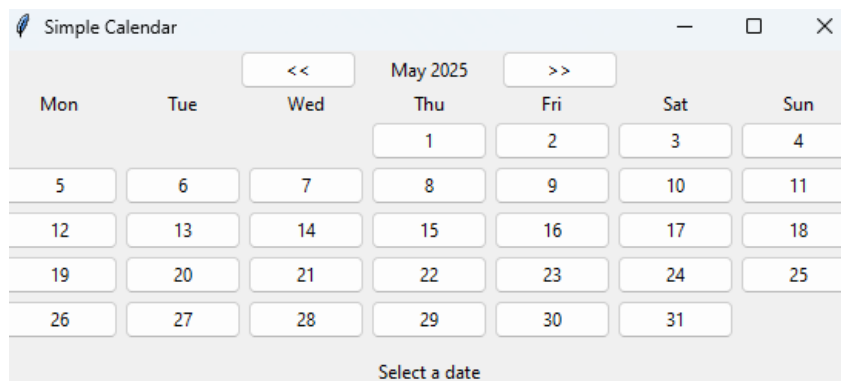 Simple Calendar
<< May 2025 >>
Mon Tue Wed Thu Fri Sat Sun
1 2 3 4
5 6 7 8 9 10 11
12 13 14 15 16 17 18
19 20 21 22 23 24 25
26 27 28 29 30 31
Select a date